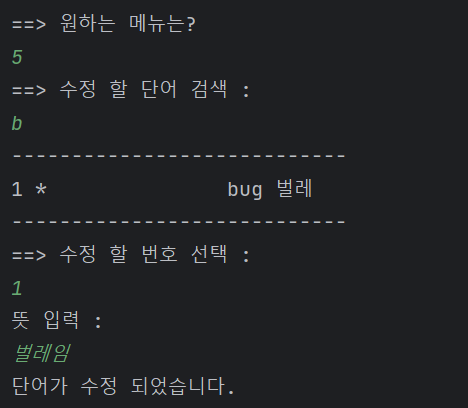 ==> 원하는 메뉴는?
5
==> 수정 할 단어 검색 :
b
----------------------------
1 *               bug 벌레
----------------------------
==> 수정 할 번호 선택 :
1
뜻 입력 :
벌레임
단어가 수정 되었습니다.